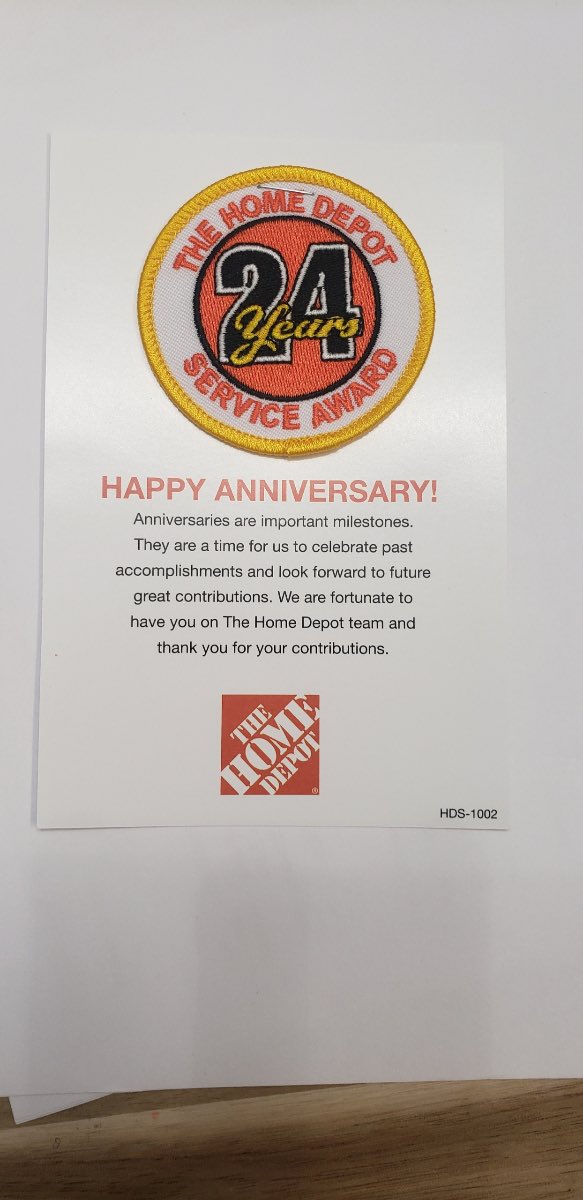 THE HOME DEPOT
24
Years
SERVICE AWARD
HAPPY ANNIVERSARY!
Anniversaries are important milestones.
They are a time for us to celebrate past
accomplishments and look forward to future
great contributions. We are fortunate to
have you on The Home Depot team and
thank you for your contributions.
THE
HOME
DEPOT
®
HDS-1002